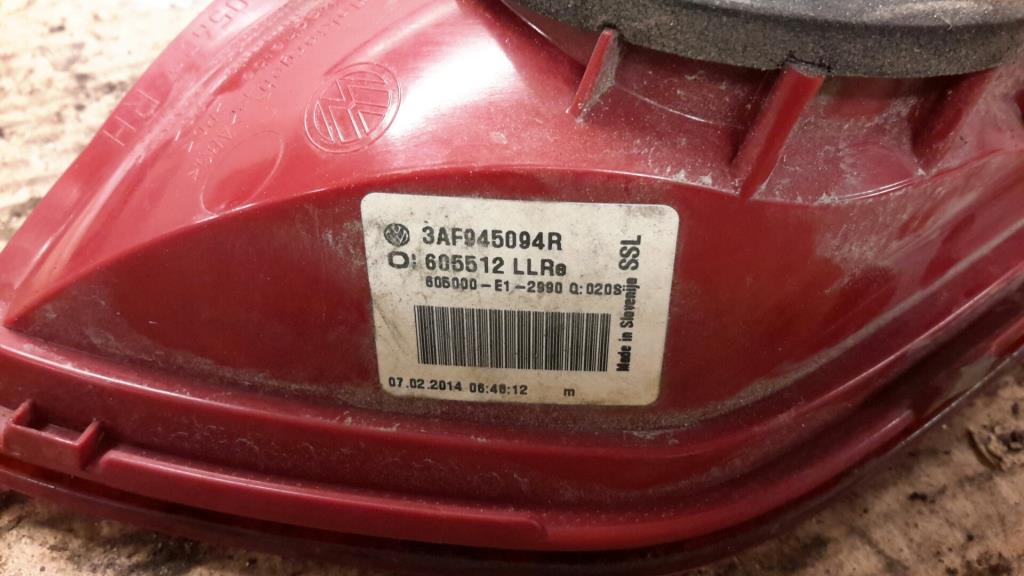 RH
3AF945094R
605512 LLRe
605000-E1-2990 Q:020S
Made in Slovenija SSL
07.02.2014 06:46:12 m